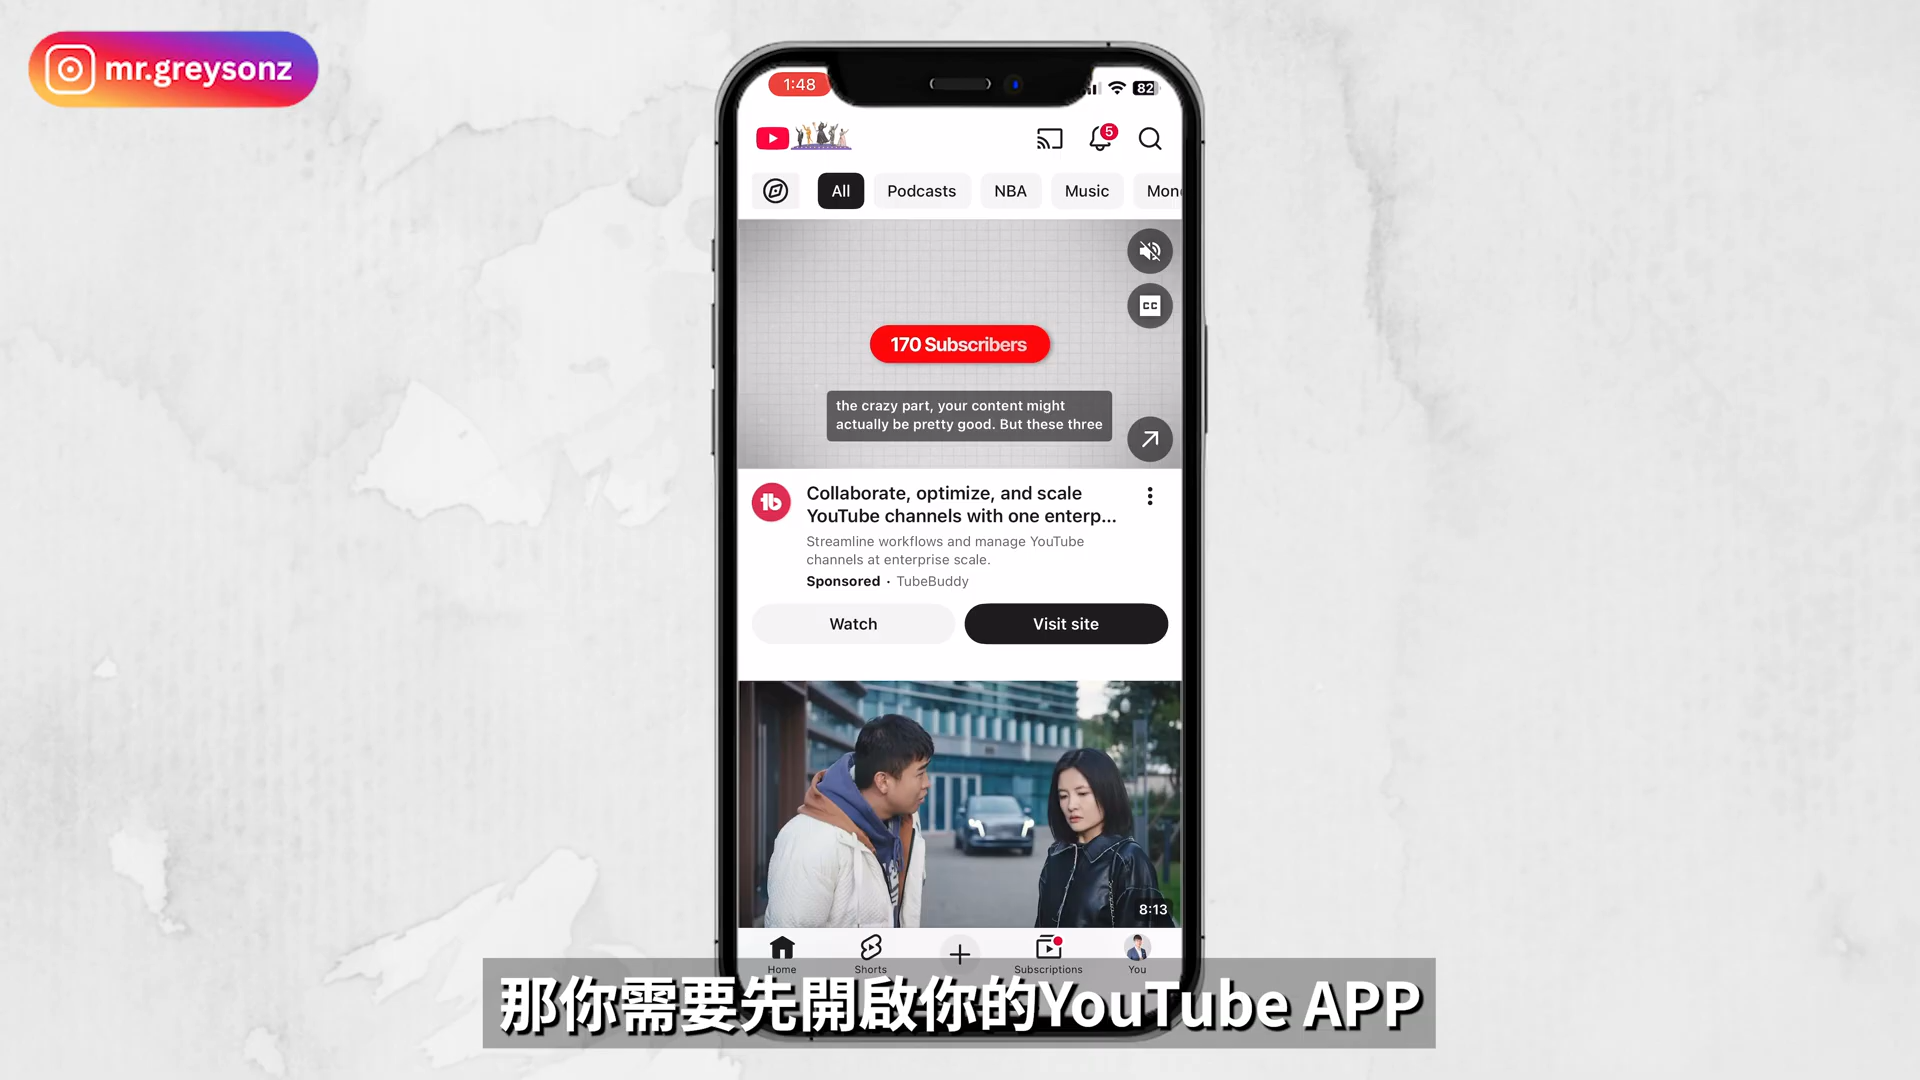 mr.greysonz
1:48
82
5
All
Podcasts
NBA
Music
Mon
170 Subscribers
CC
the crazy part, your content might
actually be pretty good. But these three
Collaborate, optimize, and scale
YouTube channels with one enterp...
Streamline workflows and manage YouTube
channels at enterprise scale.
Sponsored · TubeBuddy
Watch
Visit site
8:13
Home
Shorts
Subscriptions
You
那你需要先開啟你的YouTube APP